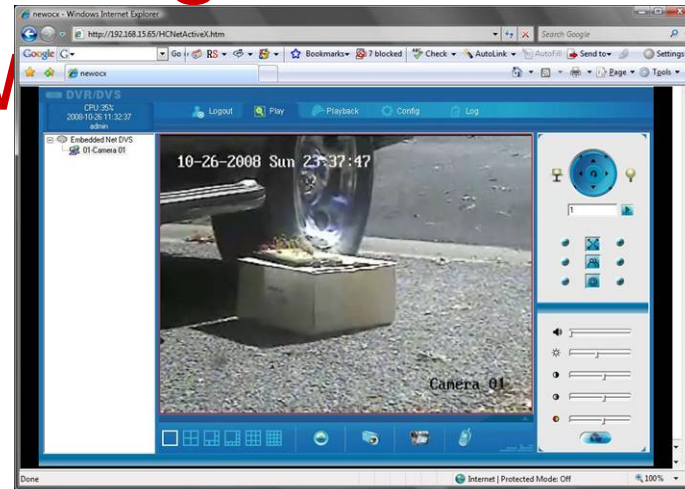 newocx - Windows Internet Explorer
http://192.168.15.65/HCNetActiveX.htm
Search Google
Google G
Go
RS
Bookmarks
7 blocked
Check
AutoLink
AutoFill
Send to
Settings
newocx
Page
Tools
DVR/DVS
CPU:35%
2008-10-26 11:32:37
admin
Logout
Play
Playback
Config
Log
Embedded Net DVS
01-Camera 01
10-26-2008 Sun 23:37:47
1
Camera 01
Done
Internet | Protected Mode: Off
100%